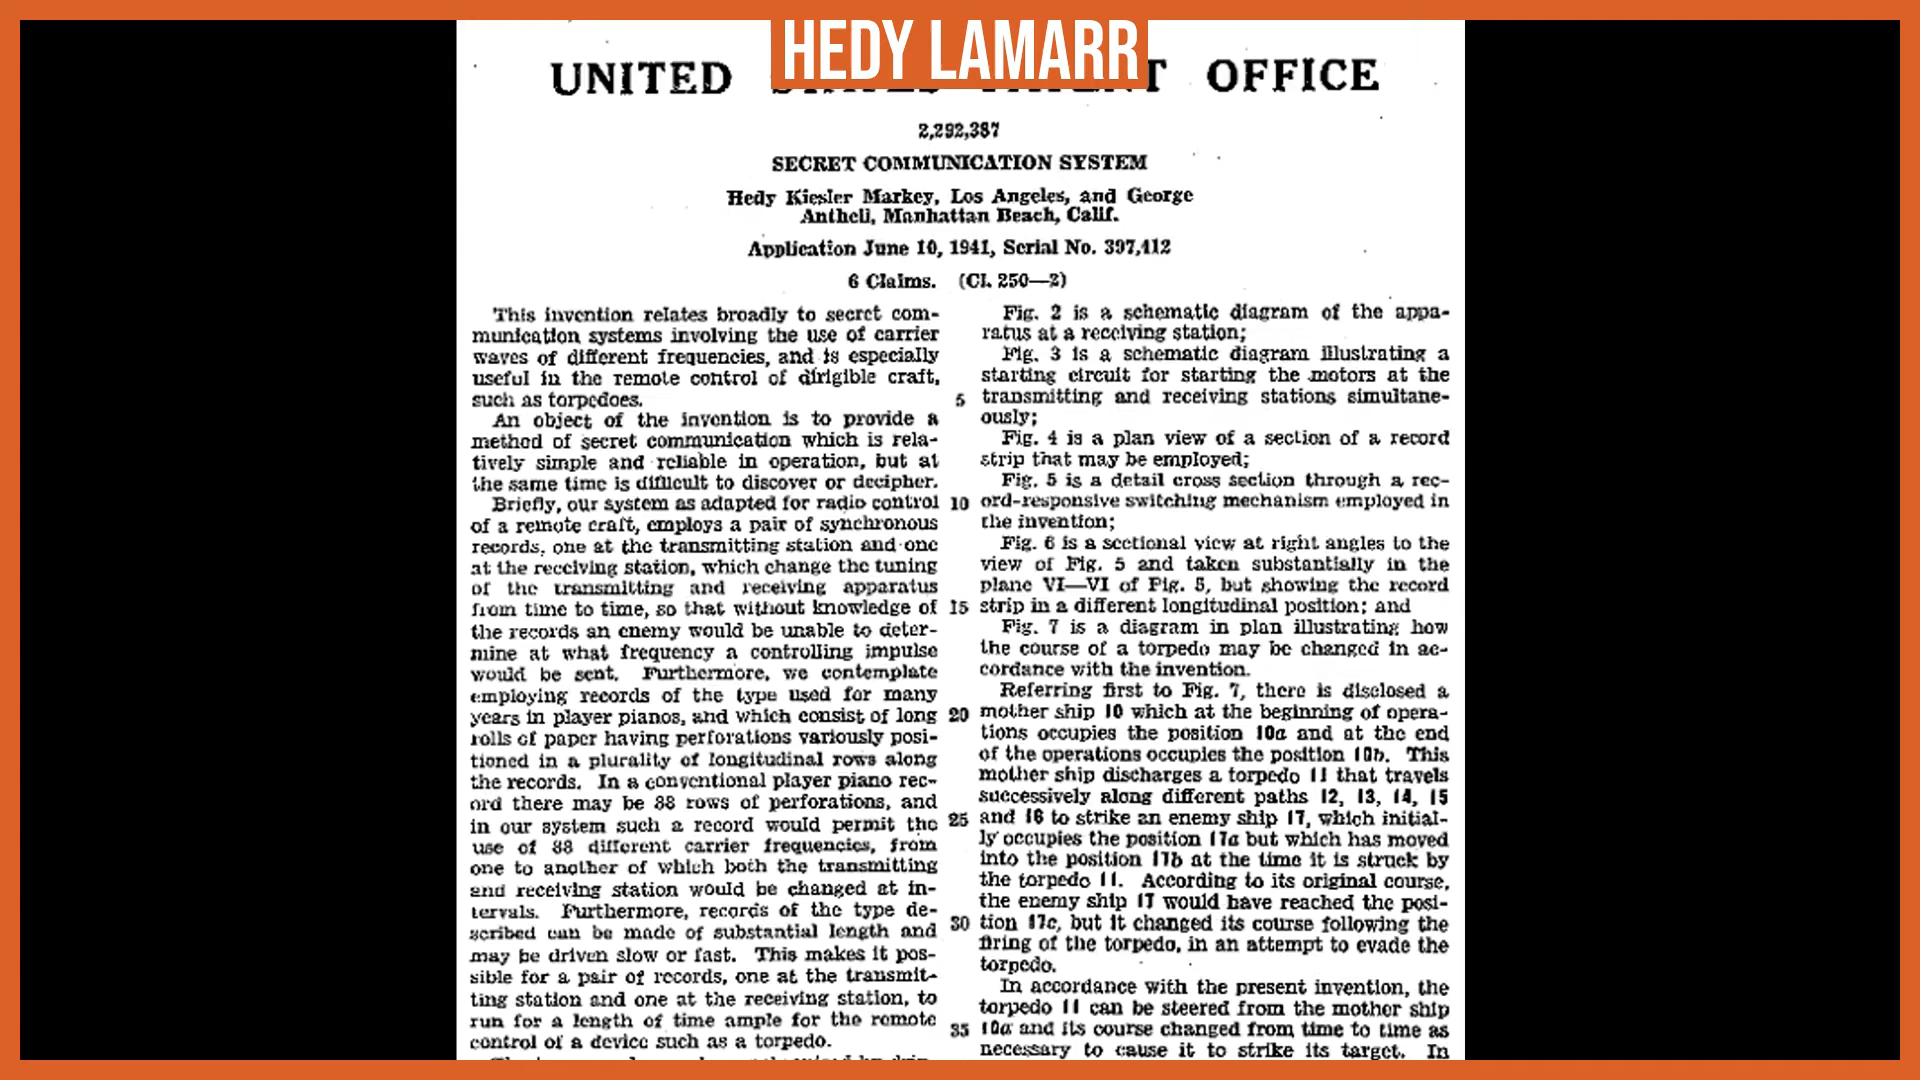 HEDY LAMARR
UNITED STATES PATENT OFFICE
2,292,387
SECRET COMMUNICATION SYSTEM
Hedy Kiesler Markey, Los Angeles, and George
Antheil, Manhattan Beach, Calif.
Application June 10, 1941, Serial No. 397,412
6 Claims. (Cl. 250—2)
This invention relates broadly to secret com-
munication systems involving the use of carrier
waves of different frequencies, and is especially
useful in the remote control of dirigible craft,
such as torpedoes.
An object of the invention is to provide a
method of secret communication which is rela-
tively simple and reliable in operation, but at
the same time is difficult to discover or decipher.
Briefly, our system as adapted for radio control
of a remote craft, employs a pair of synchronous
records, one at the transmitting station and one
at the receiving station, which change the tuning
of the transmitting and receiving apparatus
from time to time, so that without knowledge of
the records an enemy would be unable to deter-
mine at what frequency a controlling impulse
would be sent. Furthermore, we contemplate
employing records of the type used for many
years in player pianos, and which consist of long
rolls of paper having perforations variously posi-
tioned in a plurality of longitudinal rows along
the records. In a conventional player piano rec-
ord there may be 88 rows of perforations, and
in our system such a record would permit the
use of 88 different carrier frequencies, from
one to another of which both the transmitting
and receiving station would be changed at in-
tervals. Furthermore, records of the type de-
scribed can be made of substantial length and
may be driven slow or fast. This makes it pos-
sible for a pair of records, one at the transmit-
ting station and one at the receiving station, to
run for a length of time ample for the remote
control of a device such as a torpedo.
Fig. 2 is a schematic diagram of the appa-
ratus at a receiving station;
Fig. 3 is a schematic diagram illustrating a
starting circuit for starting the motors at the
5 transmitting and receiving stations simultane-
ously;
Fig. 4 is a plan view of a section of a record
strip that may be employed;
Fig. 5 is a detail cross section through a rec-
10 ord-responsive switching mechanism employed in
the invention;
Fig. 6 is a sectional view at right angles to the
view of Fig. 5 and taken substantially in the
plane VI—VI of Fig. 5, but showing the record
15 strip in a different longitudinal position; and
Fig. 7 is a diagram in plan illustrating how
the course of a torpedo may be changed in ac-
cordance with the invention.
Referring first to Fig. 7, there is disclosed a
20 mother ship 10 which at the beginning of opera-
tions occupies the position 10a and at the end
of the operations occupies the position 10b. This
mother ship discharges a torpedo 11 that travels
successively along different paths 12, 13, 14, 15
25 and 16 to strike an enemy ship 17, which initial-
ly occupies the position 17a but which has moved
into the position 17b at the time it is struck by
the torpedo 11. According to its original course,
the enemy ship 17 would have reached the posi-
30 tion 17c, but it changed its course following the
firing of the torpedo, in an attempt to evade the
torpedo.
In accordance with the present invention, the
torpedo 11 can be steered from the mother ship
35 10a and its course changed from time to time as
necessary to cause it to strike its target. In